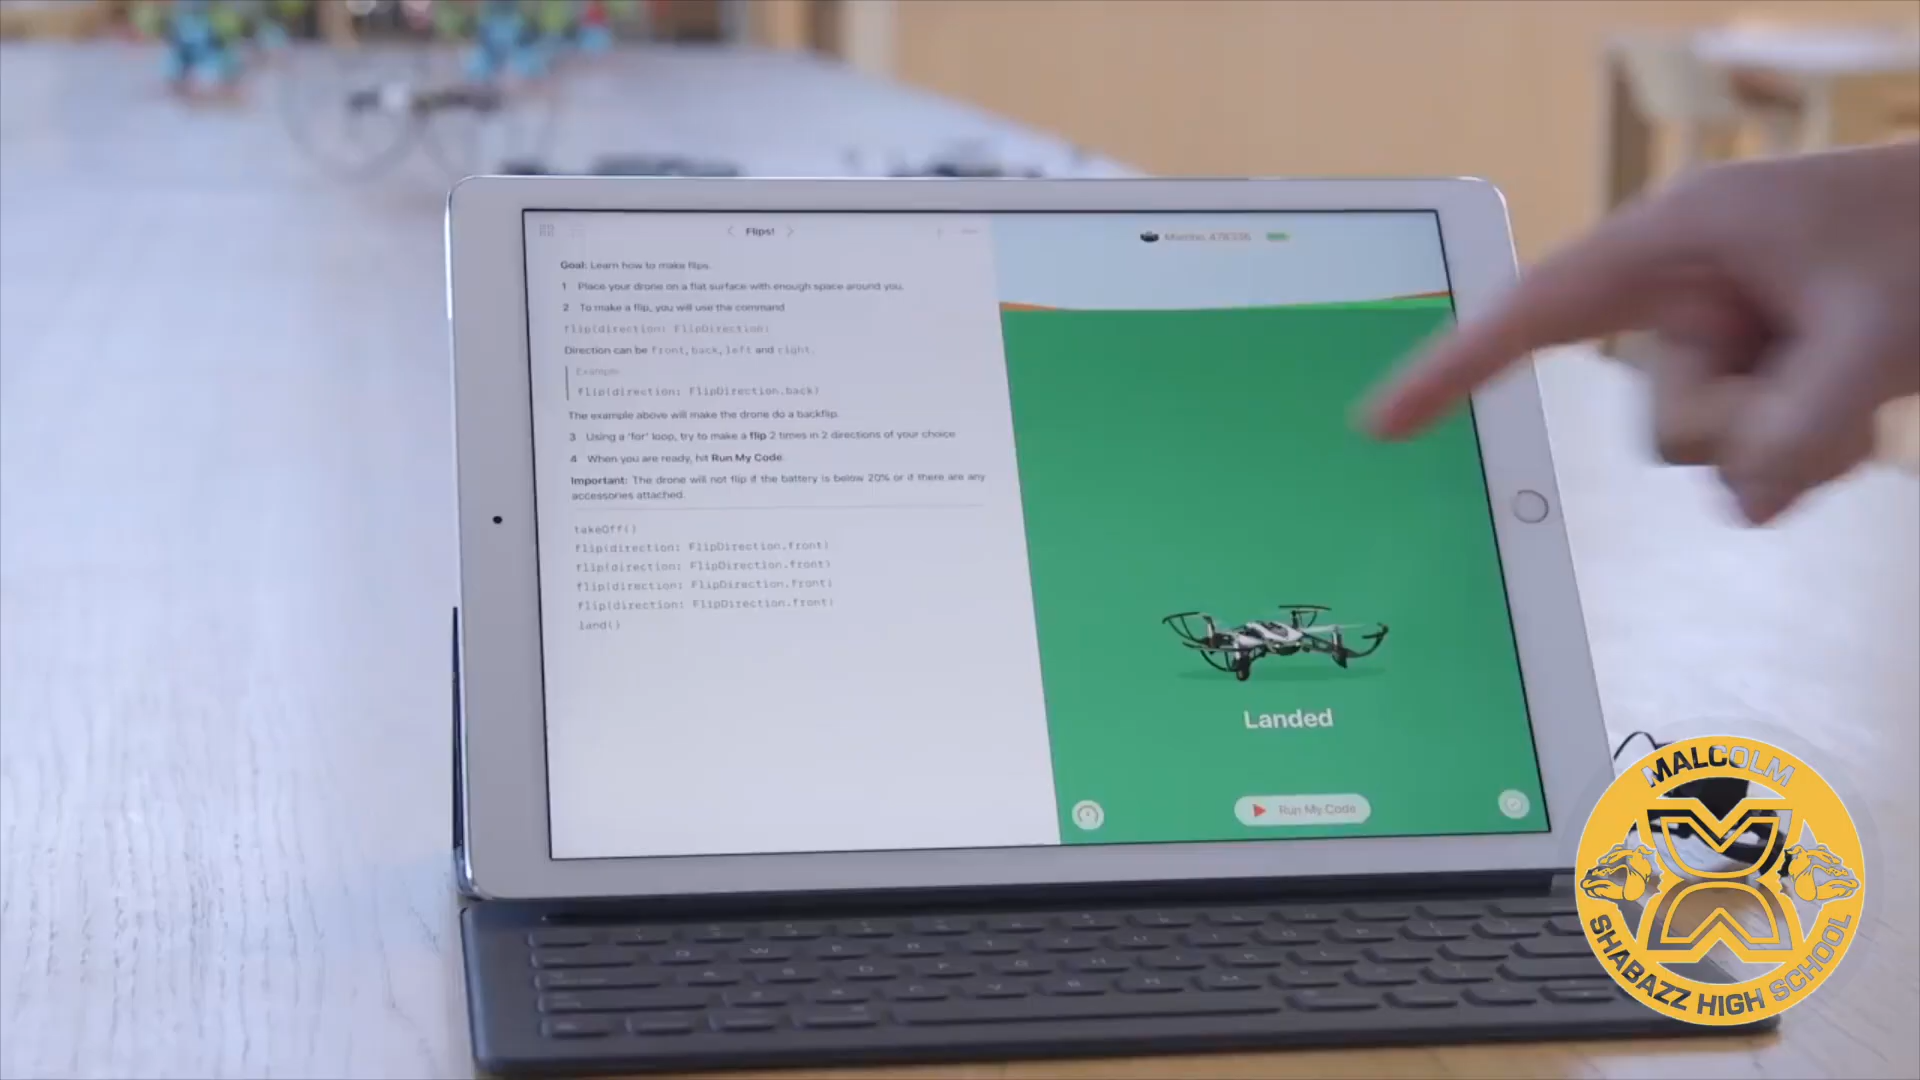 Flips!
Goal: Learn how to make flips.
1 Place your drone on a flat surface with enough space around you.
2 To make a flip, you will use the command
flip(direction: FlipDirection)
Direction can be front, back, left and right.
Example
flip(direction: FlipDirection.back)
The example above will make the drone do a backflip.
3 Using a 'for' loop, try to make a flip 2 times in 2 directions of your choice
4 When you are ready, hit Run My Code.
Important: The drone will not flip if the battery is below 20% or if there are any
accessories attached.
takeOff()
flip(direction: FlipDirection.front)
flip(direction: FlipDirection.front)
flip(direction: FlipDirection.front)
flip(direction: FlipDirection.front)
land()
Landed
Run My Code
MALCOLM
X
SHABAZZ HIGH SCHOOL